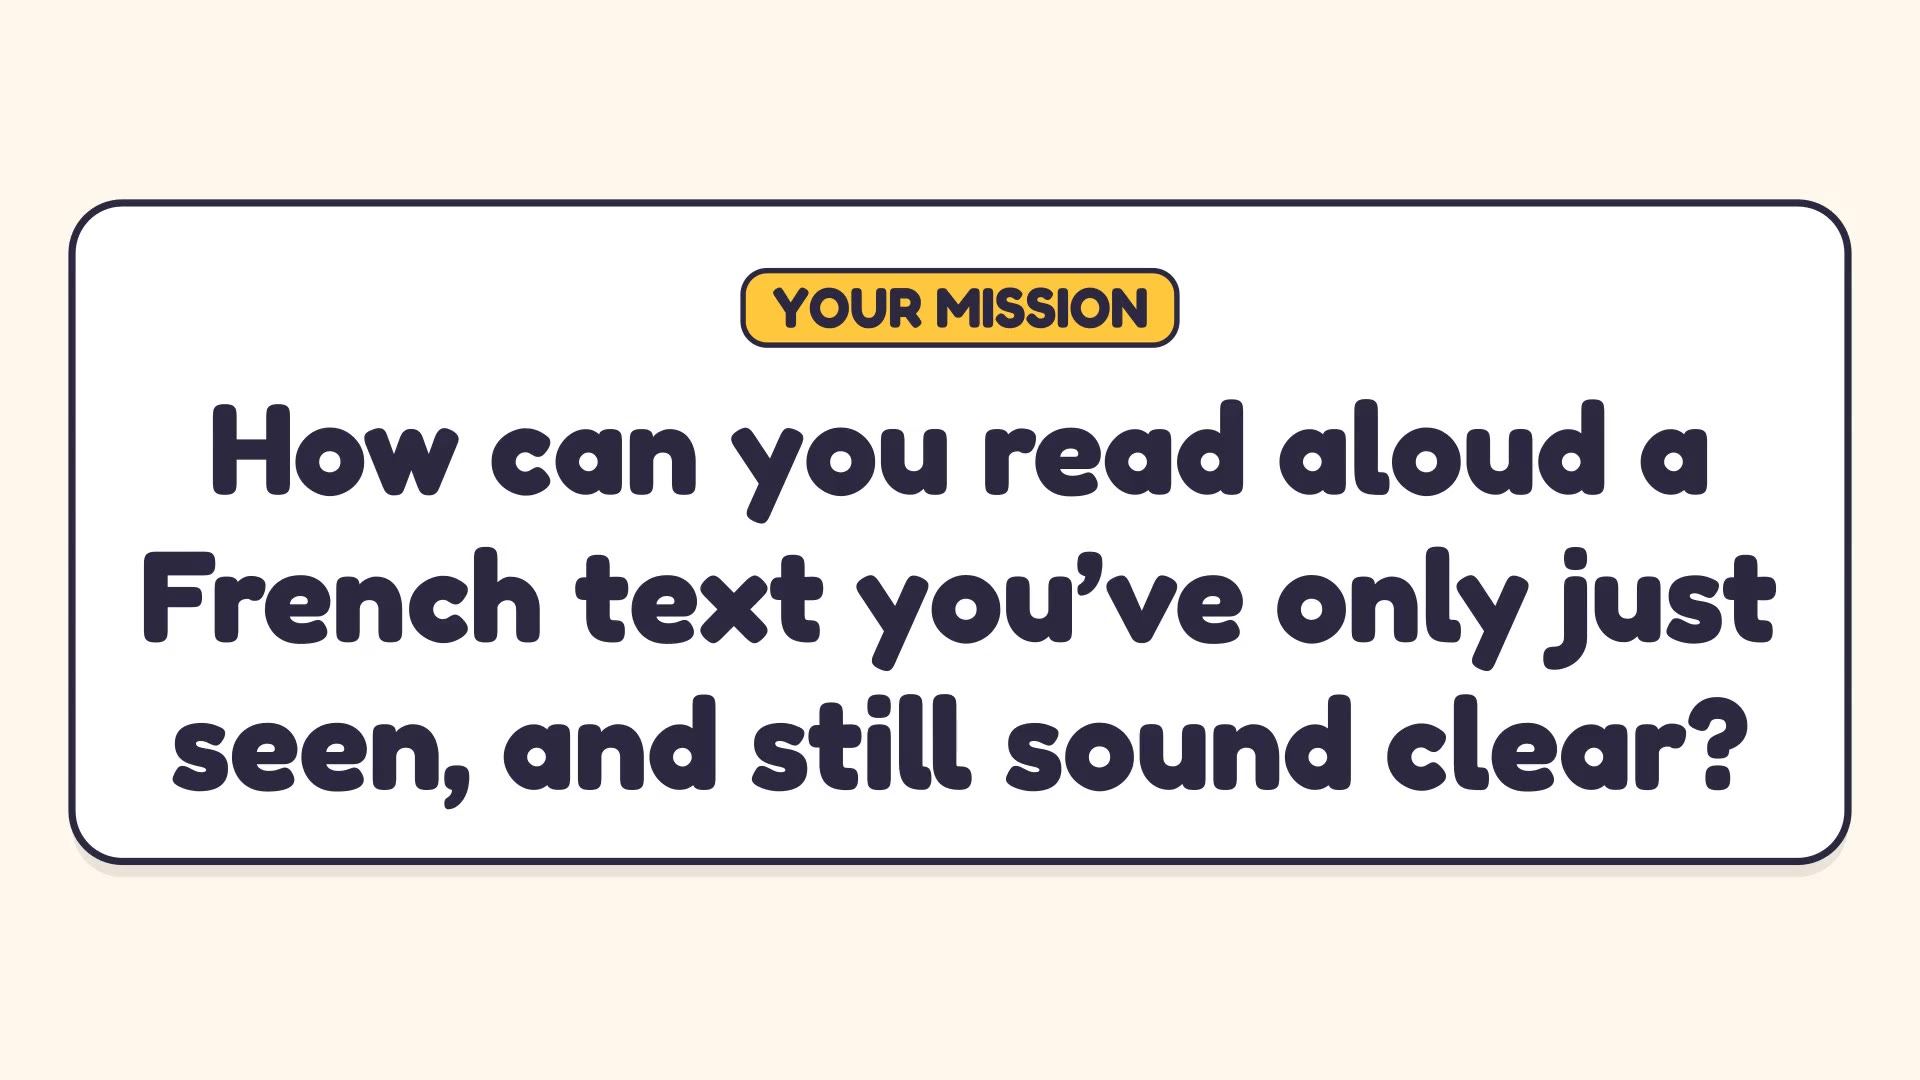 YOUR MISSION
How can you read aloud a
French text you’ve only just
seen, and still sound clear?